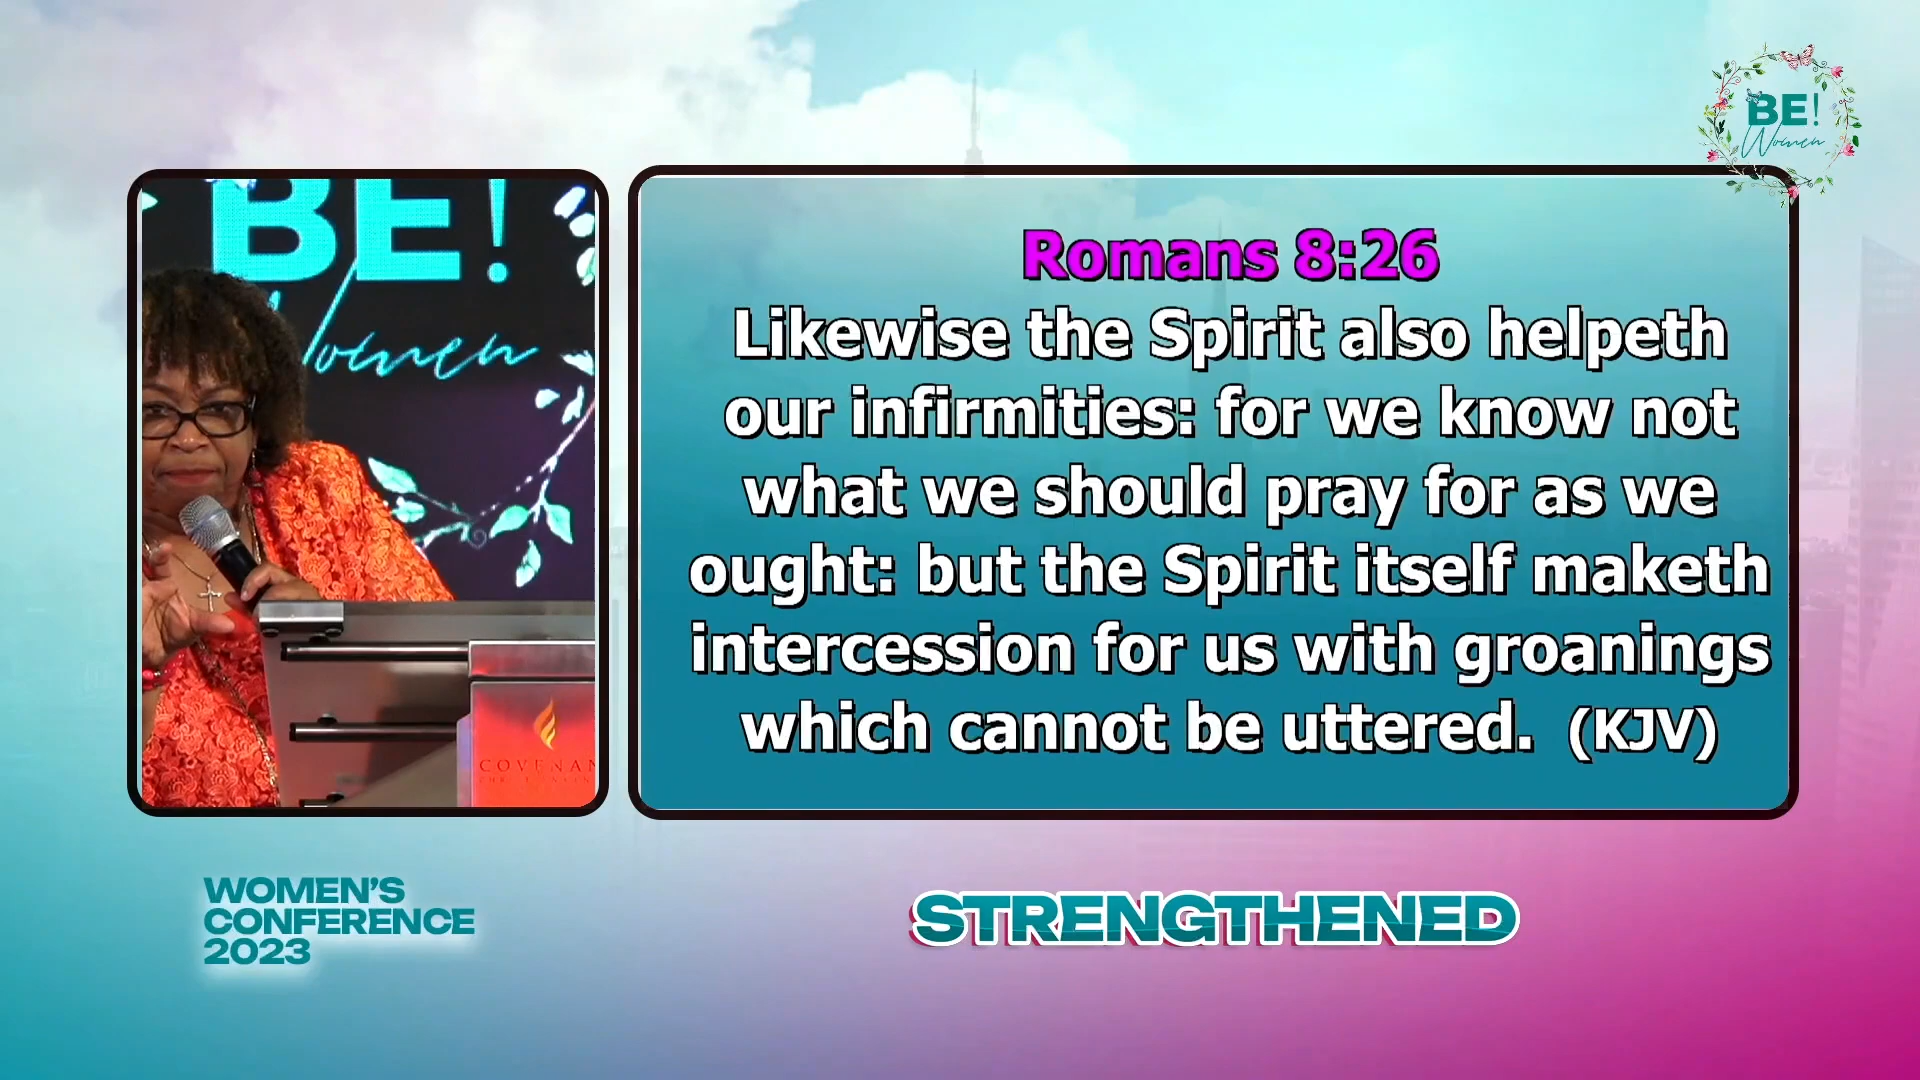 BE!
Women
BE!
Women
Romans 8:26
Likewise the Spirit also helpeth
our infirmities: for we know not
what we should pray for as we
ought: but the Spirit itself maketh
intercession for us with groanings
which cannot be uttered. (KJV)
COVENAN
WOMEN'S
CONFERENCE
2023
STRENGTHENED